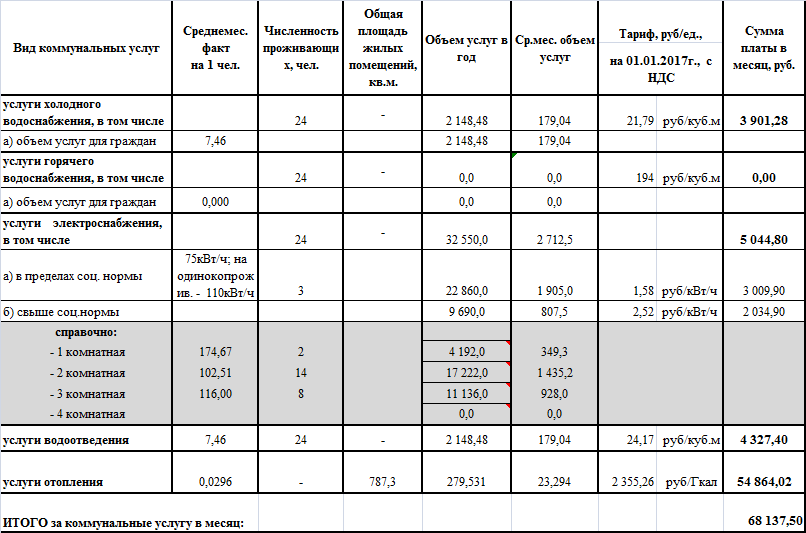 Вид коммунальных услуг | Среднемес. факт на 1 чел. | Численность проживающи х, чел. | Общая площадь жилых помещений, кв.м. | Объем услуг в год | Ср.мес. объем услуг | Тариф, руб/ед., на 01.01.2017г., с НДС | Сумма платы в месяц, руб.
услуги холодного водоснабжения, в том числе | 24 | - | 2 148,48 | 179,04 | 21,79 | руб/куб.м | 3 901,28
а) объем услуг для граждан | 7,46 | 2 148,48 | 179,04
услуги горячего водоснабжения, в том числе | 24 | - | 0,0 | 0,0 | 194 | руб/куб.м | 0,00
а) объем услуг для граждан | 0,000 | 0,0 | 0,0
услуги электроснабжения, в том числе | 24 | - | 32 550,0 | 2 712,5 | 5 044,80
а) в пределах соц. нормы | 75кВт/ч; на одинокопрож ив. - 110кВт/ч | 3 | 22 860,0 | 1 905,0 | 1,58 | руб/кВт/ч | 3 009,90
б) свыше соц.нормы | 9 690,0 | 807,5 | 2,52 | руб/кВт/ч | 2 034,90
справочно:
- 1 комнатная | 174,67 | 2 | 4 192,0 | 349,3
- 2 комнатная | 102,51 | 14 | 17 222,0 | 1 435,2
- 3 комнатная | 116,00 | 8 | 11 136,0 | 928,0
- 4 комнатная | 0,0 | 0,0
услуги водоотведения | 7,46 | 24 | - | 2 148,48 | 179,04 | 24,17 | руб/куб.м | 4 327,40
услуги отопления | 0,0296 | - | 787,3 | 279,531 | 23,294 | 2 355,26 | руб/Гкал | 54 864,02
ИТОГО за коммунальные услугу в месяц: | 68 137,50